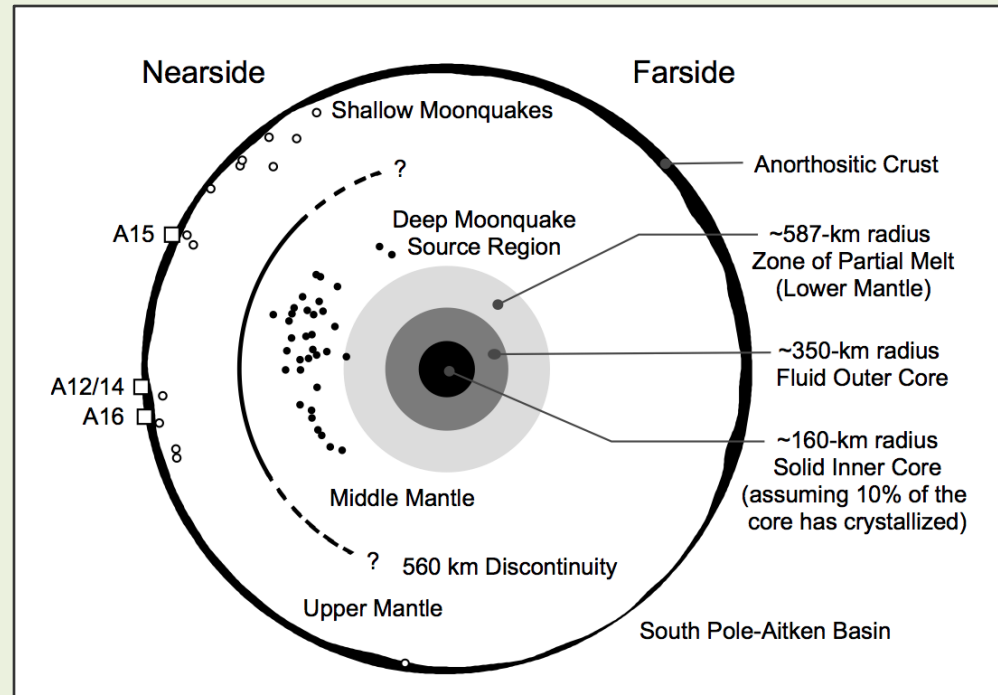 Nearside
Farside
Shallow Moonquakes
?
Anorthositic Crust
A15
Deep Moonquake
Source Region
~587-km radius
Zone of Partial Melt
(Lower Mantle)
~350-km radius
Fluid Outer Core
A12/14
A16
~160-km radius
Solid Inner Core
(assuming 10% of the
core has crystallized)
Middle Mantle
?
560 km Discontinuity
Upper Mantle
South Pole-Aitken Basin